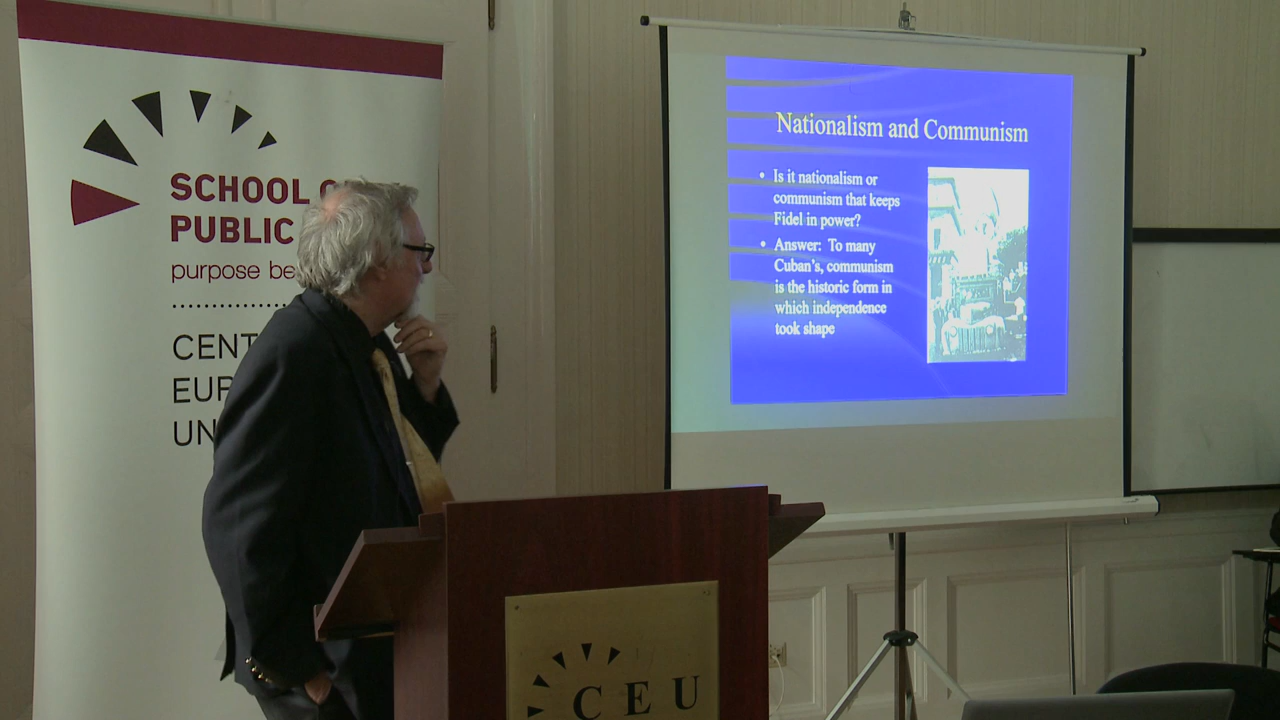 SCHOOL
PUBLIC
purpose be
CENT
EUR
UN
Nationalism and Communism
• Is it nationalism or
communism that keeps
Fidel in power?
• Answer: To many
Cuban's, communism
is the historic form in
which independence
took shape
CEU